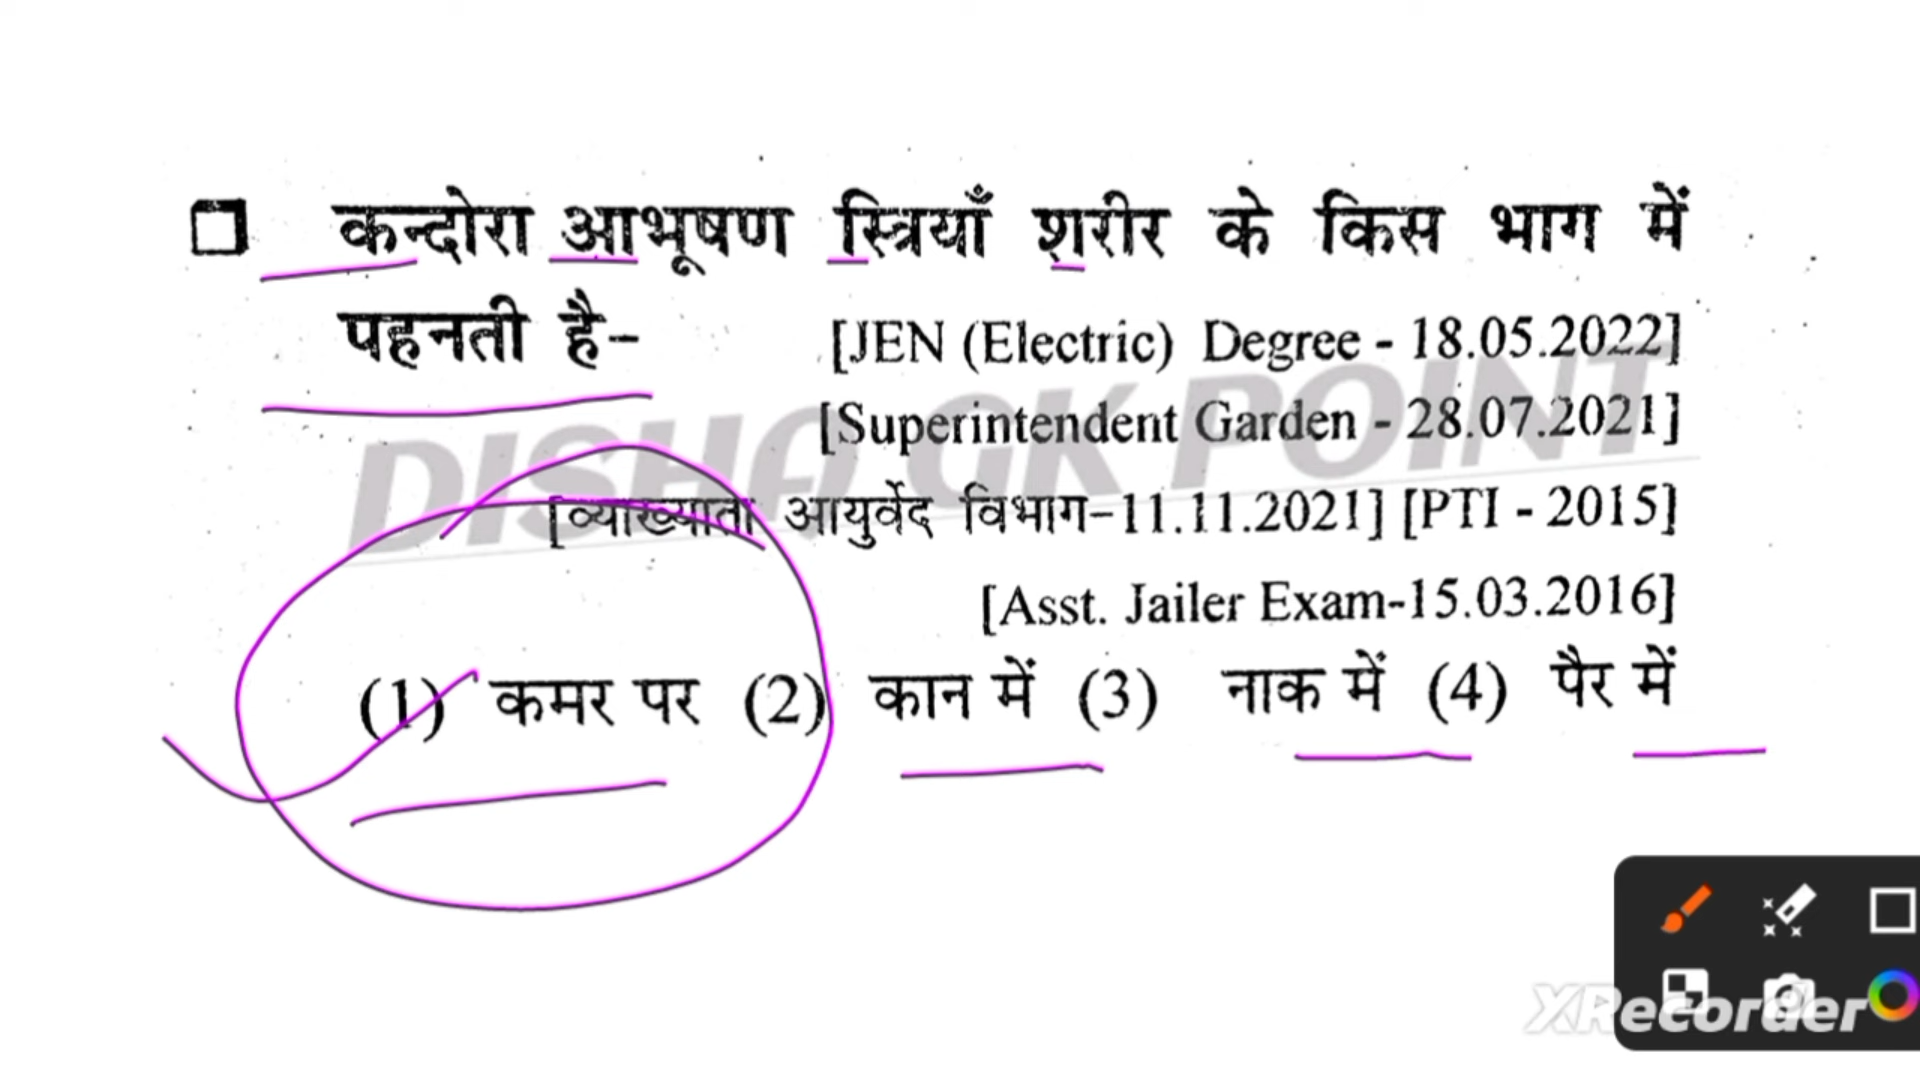 कन्दोरा आभूषण स्त्रियाँ शरीर के किस भाग में
पहनती है- [JEN (Electric) Degree - 18.05.2022]
[Superintendent Garden - 28.07.2021]
DISHA GK POINT
[व्याख्याता आयुर्वेद विभाग-11.11.2021] [PTI - 2015]
[Asst. Jailer Exam-15.03.2016]
(1) कमर पर (2) कान में (3) नाक में (4) पैर में
XRecorder